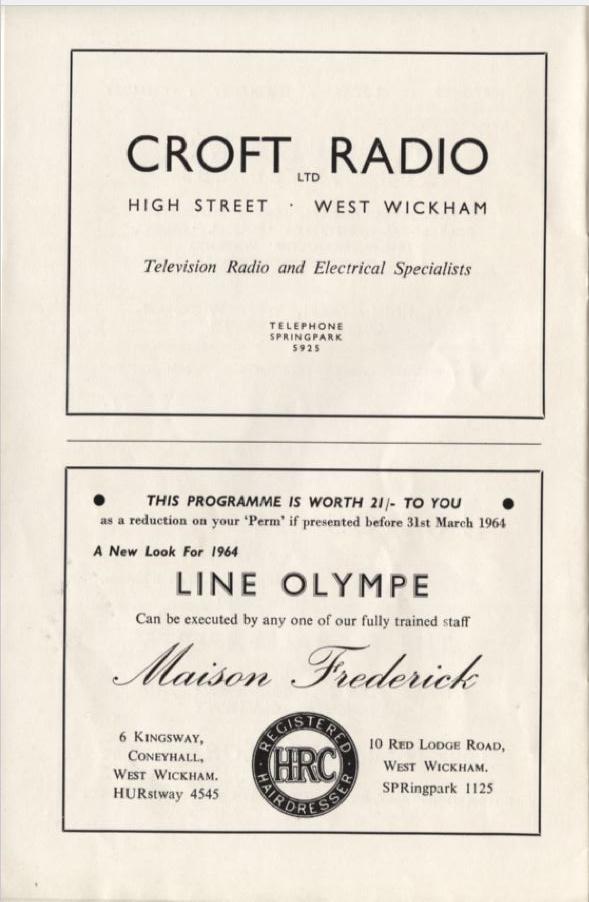 CROFT LTD RADIO
HIGH STREET · WEST WICKHAM
Television Radio and Electrical Specialists
TELEPHONE
SPRINGPARK
5925
● THIS PROGRAMME IS WORTH 21/- TO YOU ●
as a reduction on your 'Perm' if presented before 31st March 1964
A New Look For 1964
LINE OLYMPE
Can be executed by any one of our fully trained staff
Maison Frederick
6 KINGSWAY,
CONEYHALL,
WEST WICKHAM.
HURstway 4545
REGISTERED
HRC
HAIRDRESSER
10 RED LODGE ROAD,
WEST WICKHAM.
SPRingpark 1125